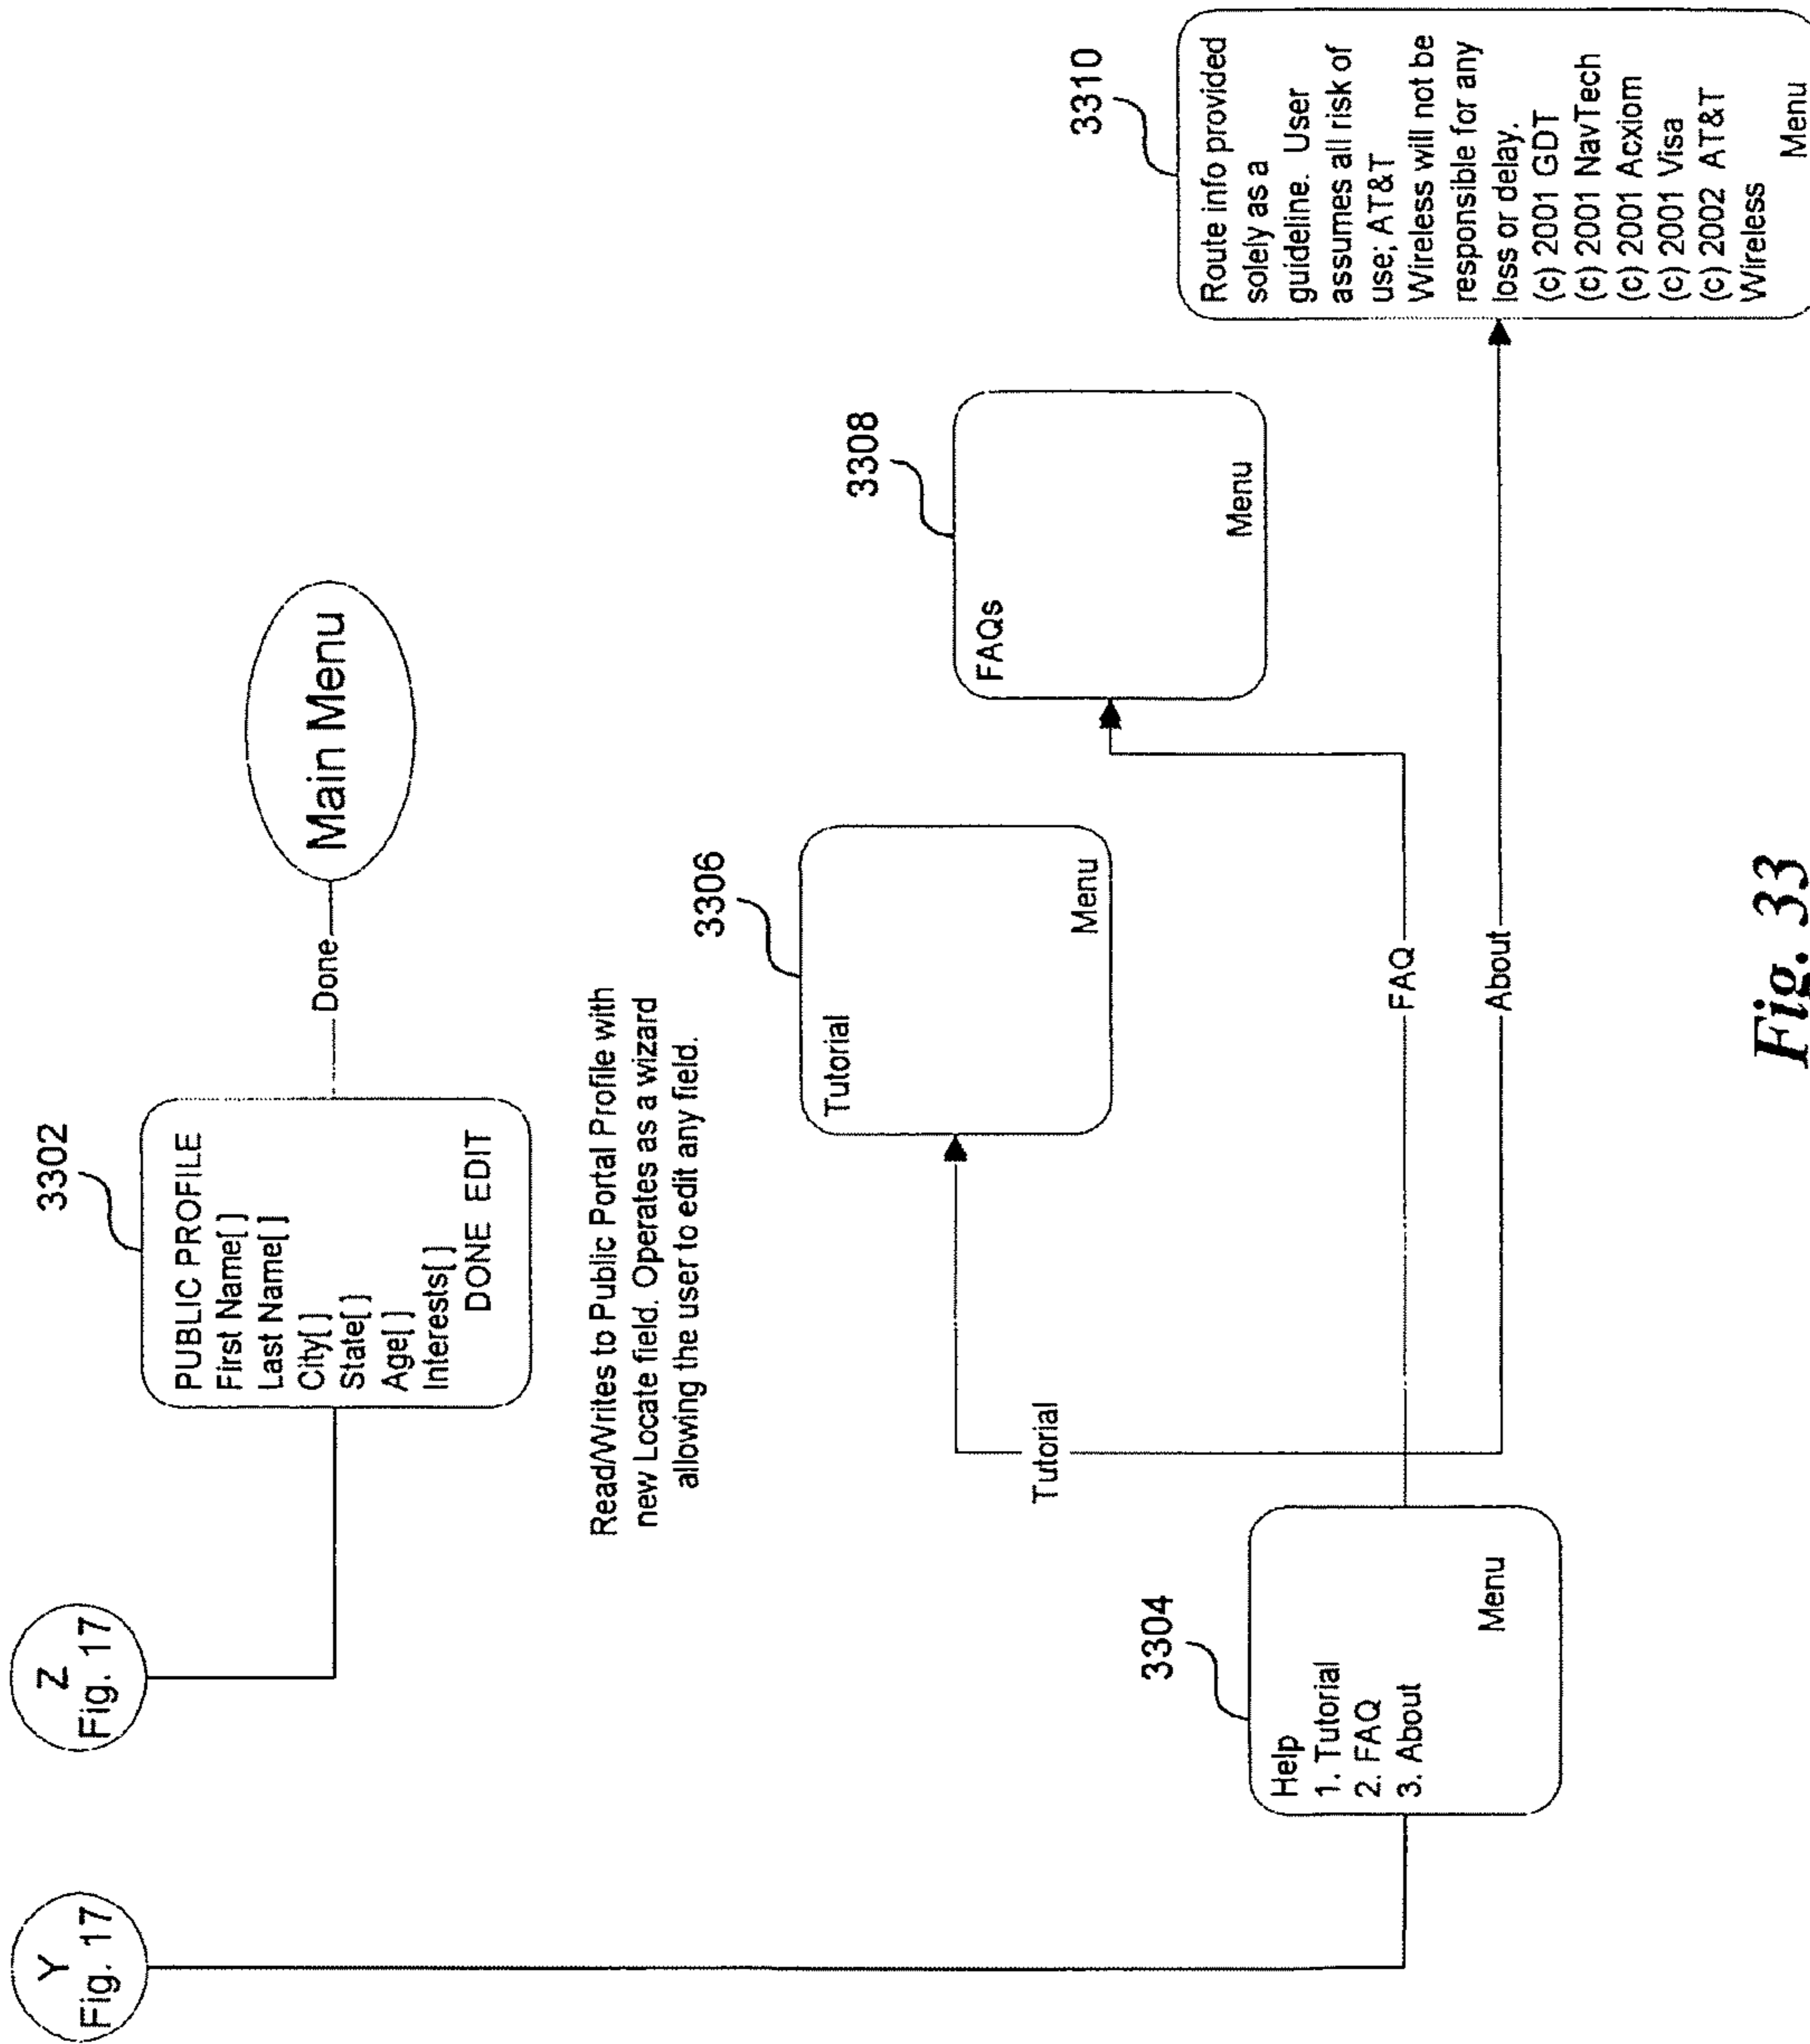 Z
Fig. 17
3302
PUBLIC PROFILE
First Name[ ]
Last Name[ ]
City[ ]
State[ ]
Age[ ]
Interests[ ]
DONE EDIT
Done
Main Menu
Read/Writes to Public Portal Profile with
new Locate field. Operates as a wizard
allowing the user to edit any field.
Y
Fig. 17
3304
Help
1. Tutorial
2. FAQ
3. About
Menu
Tutorial
FAQ
About
3306
Tutorial
Menu
3308
FAQs
Menu
3310
Route info provided
solely as a
guideline. User
assumes all risk of
use; AT&T
Wireless will not be
responsible for any
loss or delay.
(c) 2001 GDT
(c) 2001 NavTech
(c) 2001 Acxiom
(c) 2001 Visa
(c) 2002 AT&T
Wireless
Menu
Fig. 33